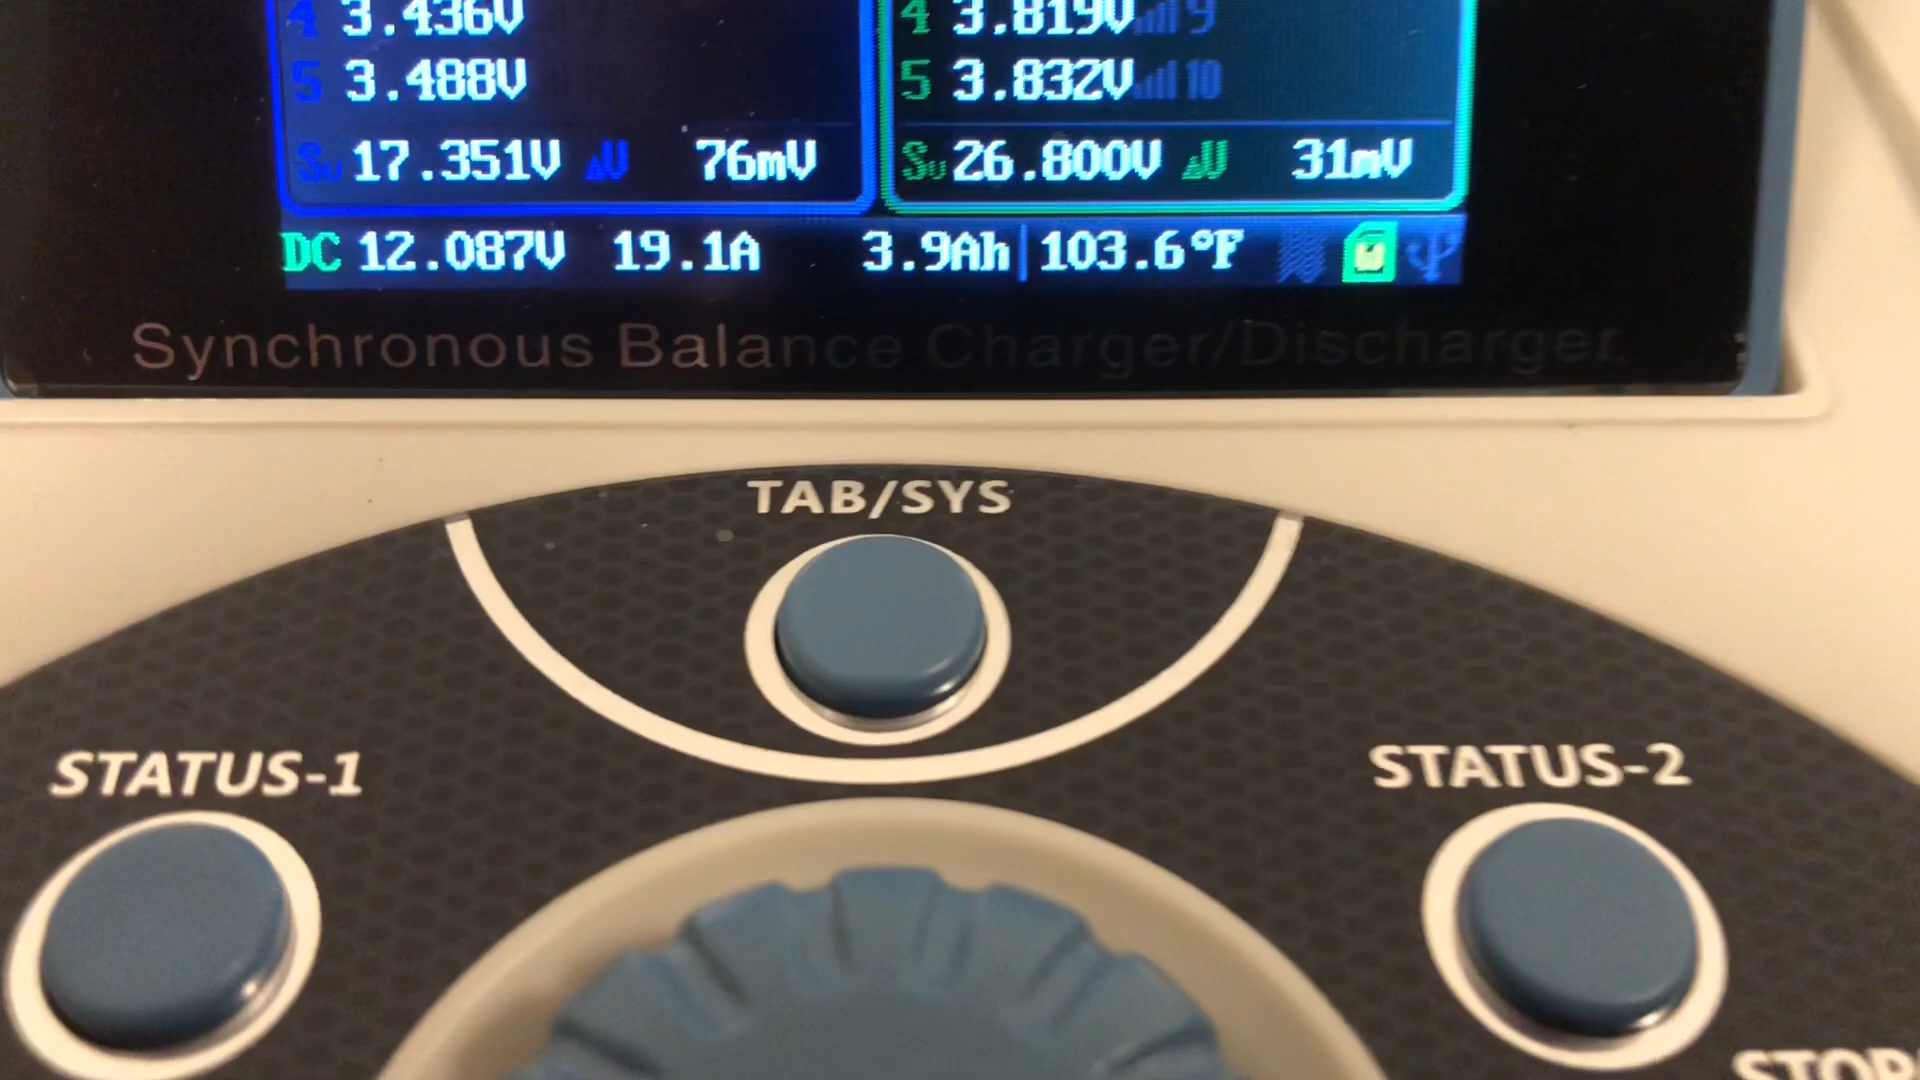 4 3.436V
5 3.488V
Sv 17.351V ΔV 76mV
4 3.819V 9
5 3.832V 10
Sv 26.800V ΔV 31mV
DC 12.087V 19.1A 3.9Ah 103.6°F
Synchronous Balance Charger/Discharger
TAB/SYS
STATUS-1
STATUS-2